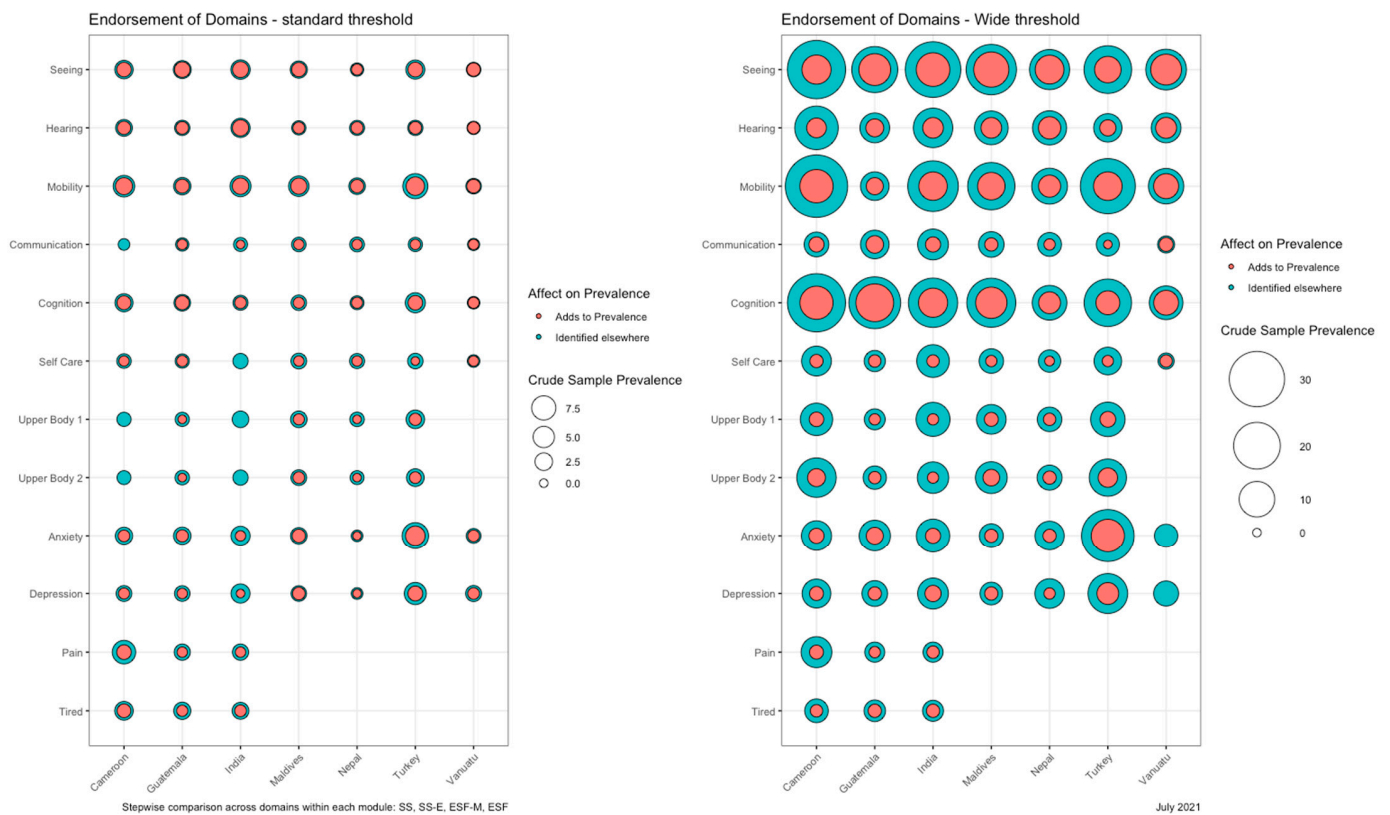 Endorsement of Domains - standard threshold
Seeing
Hearing
Mobility
Communication
Cognition
Self Care
Upper Body 1
Upper Body 2
Anxiety
Depression
Pain
Tired
Cameroon
Guatemala
India
Maldives
Nepal
Turkey
Vanuatu
Stepwise comparison across domains within each module: SS, SS-E, ESF-M, ESF
Affect on Prevalence
Adds to Prevalence
Identified elsewhere
Crude Sample Prevalence
7.5
5.0
2.5
0.0
Endorsement of Domains - Wide threshold
Seeing
Hearing
Mobility
Communication
Cognition
Self Care
Upper Body 1
Upper Body 2
Anxiety
Depression
Pain
Tired
Cameroon
Guatemala
India
Maldives
Nepal
Turkey
Vanuatu
July 2021
Affect on Prevalence
Adds to Prevalence
Identified elsewhere
Crude Sample Prevalence
30
20
10
0